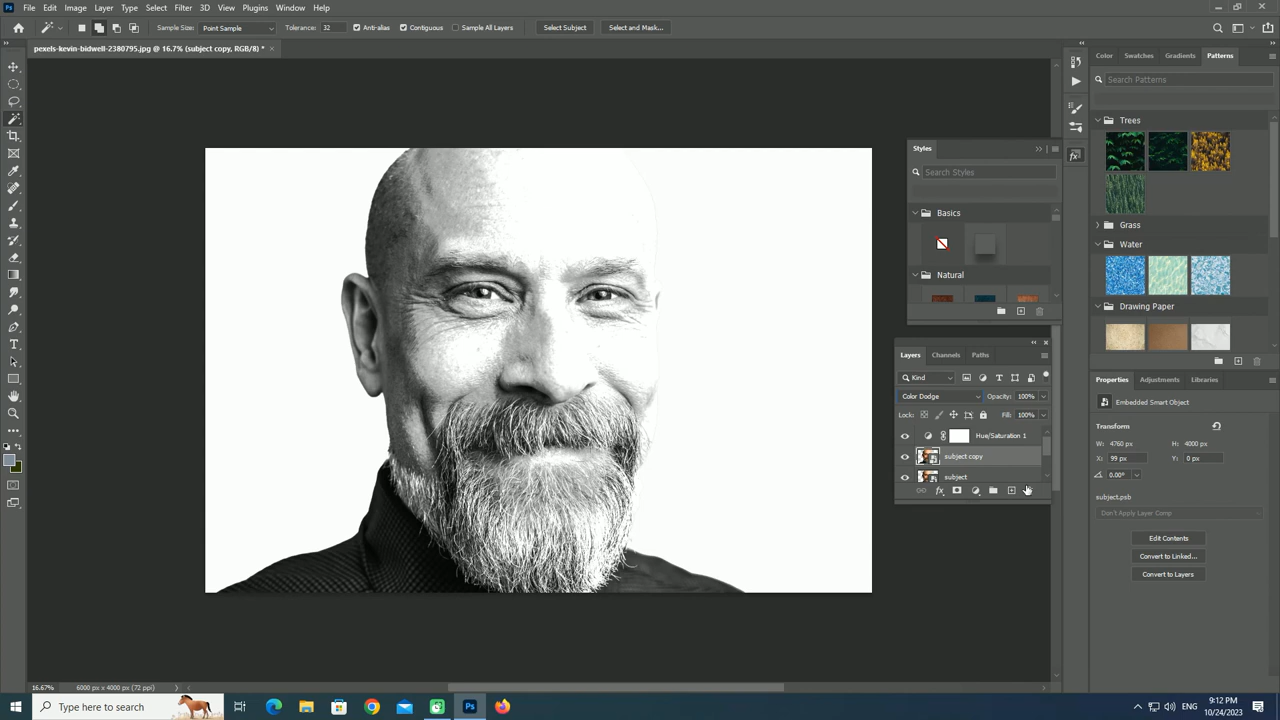 Ps File Edit Image Layer Type Select Filter 3D View Plugins Window Help
Sample Size: Point Sample Tolerance: 32 Anti-alias Contiguous Sample All Layers Select Subject Select and Mask...
pexels-kevin-bidwell-2380795.jpg @ 16.7% (subject copy, RGB/8) *
Color Swatches Gradients Patterns
Search Patterns
Trees
Grass
Water
Drawing Paper
Styles
Search Styles
Basics
Natural
Layers Channels Paths
Kind
Color Dodge Opacity: 100%
Lock: Fill: 100%
Hue/Saturation 1
subject copy
subject
Properties Adjustments Libraries
Embedded Smart Object
Transform
W: 4760 px H: 4000 px
X: 99 px Y: 0 px
0.00°
subject.psb
Don't Apply Layer Comp
Edit Contents
Convert to Linked...
Convert to Layers
16.67% 6000 px x 4000 px (72 ppi)
Type here to search
ENG
9:12 PM
10/24/2023